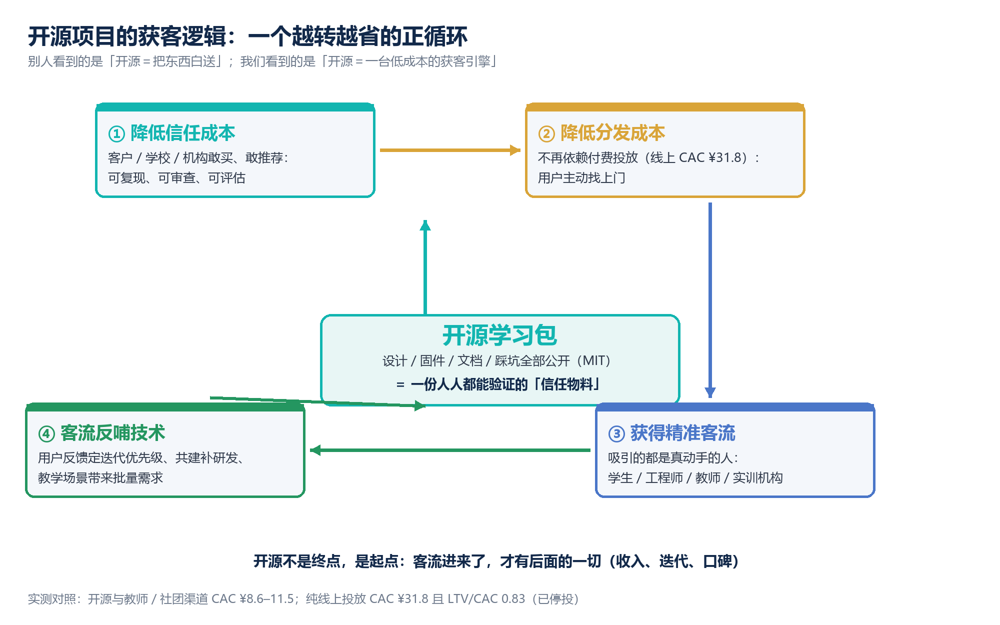 开源项目的获客逻辑：一个越转越省的正循环
别人看到的是「开源＝把东西白送」；我们看到的是「开源＝一台低成本的获客引擎」
① 降低信任成本
客户 / 学校 / 机构敢买、敢推荐：
可复现、可审查、可评估
② 降低分发成本
不再依赖付费投放（线上 CAC ¥31.8）：
用户主动找上门
开源学习包
设计 / 固件 / 文档 / 踩坑全部公开（MIT）
＝ 一份人人都能验证的「信任物料」
④ 客流反哺技术
用户反馈定迭代优先级、共建补研发、
教学场景带来批量需求
③ 获得精准客流
吸引的都是真动手的人：
学生 / 工程师 / 教师 / 实训机构
开源不是终点，是起点：客流进来了，才有后面的一切（收入、迭代、口碑）
实测对照：开源与教师 / 社团渠道 CAC ¥8.6–11.5；纯线上投放 CAC ¥31.8 且 LTV/CAC 0.83（已停投）